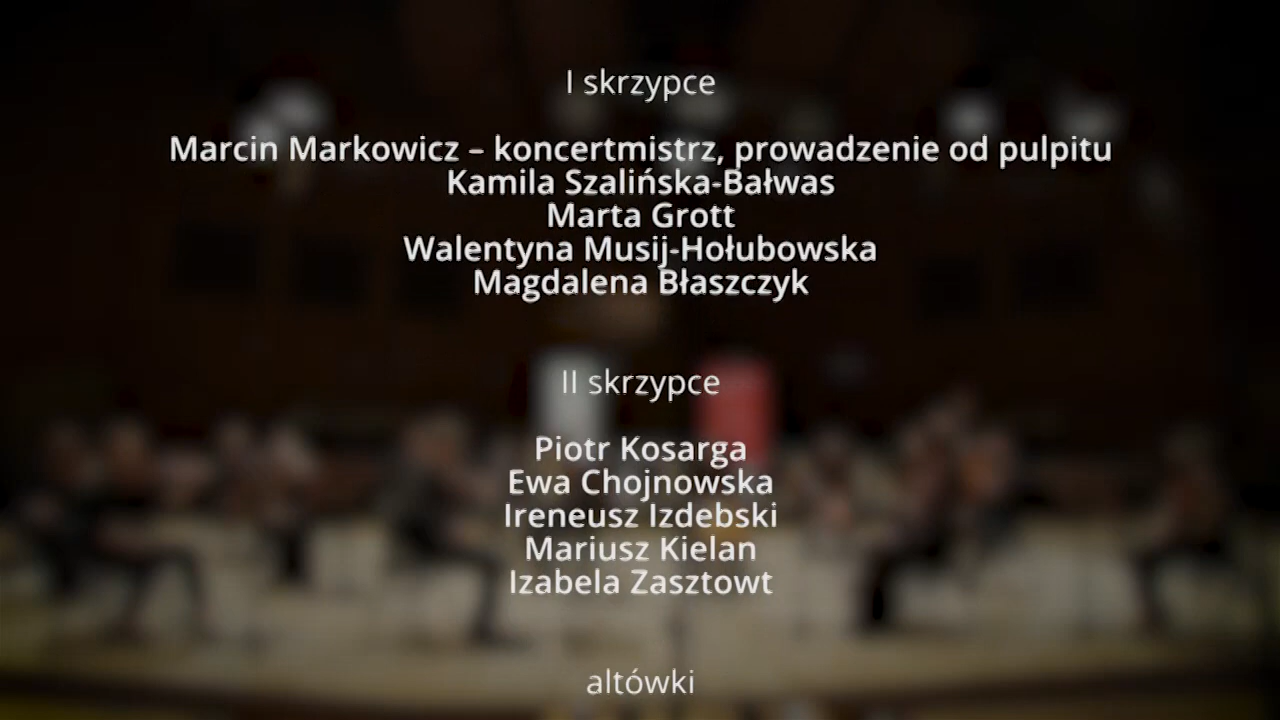 I skrzypce
Marcin Markowicz – koncertmistrz, prowadzenie od pulpitu
Kamila Szalińska-Bałwas
Marta Grott
Walentyna Musij-Hołubowska
Magdalena Błaszczyk
II skrzypce
Piotr Kosarga
Ewa Chojnowska
Ireneusz Izdebski
Mariusz Kielan
Izabela Zasztowt
altówki